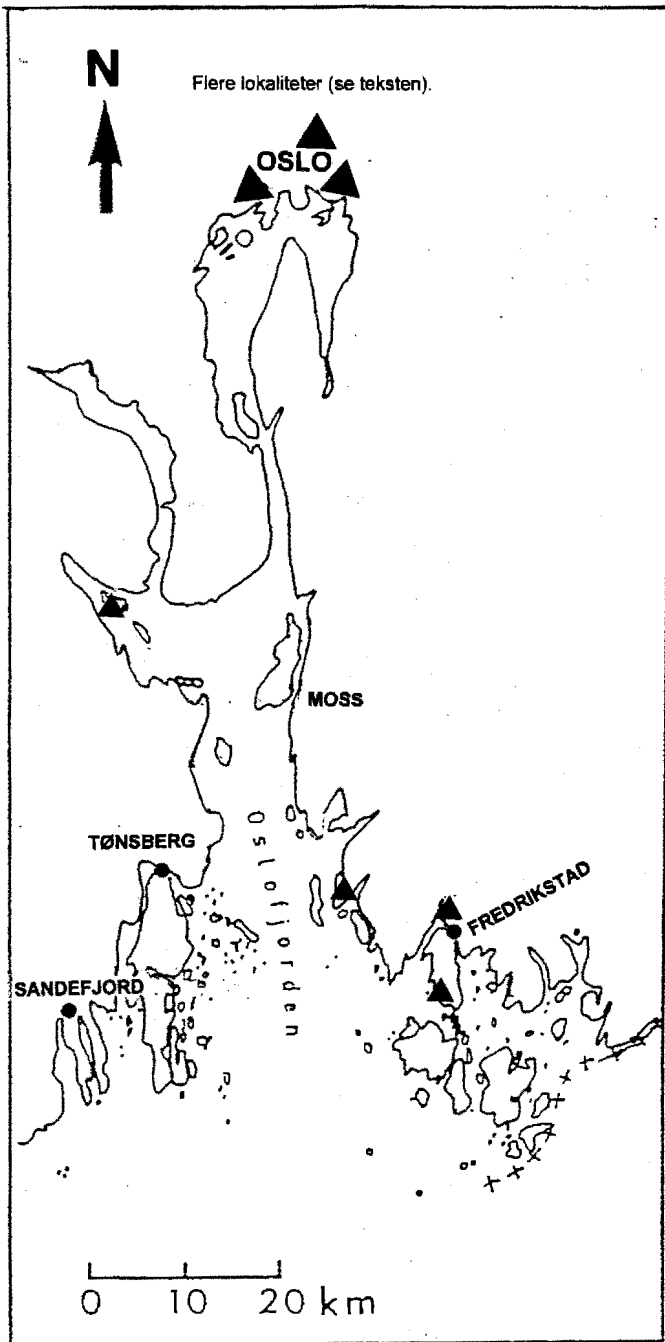 N
Flere lokaliteter (se teksten).
OSLO
MOSS
TØNSBERG
Oslofjorden
FREDRIKSTAD
SANDEFJORD
0 10 20 km